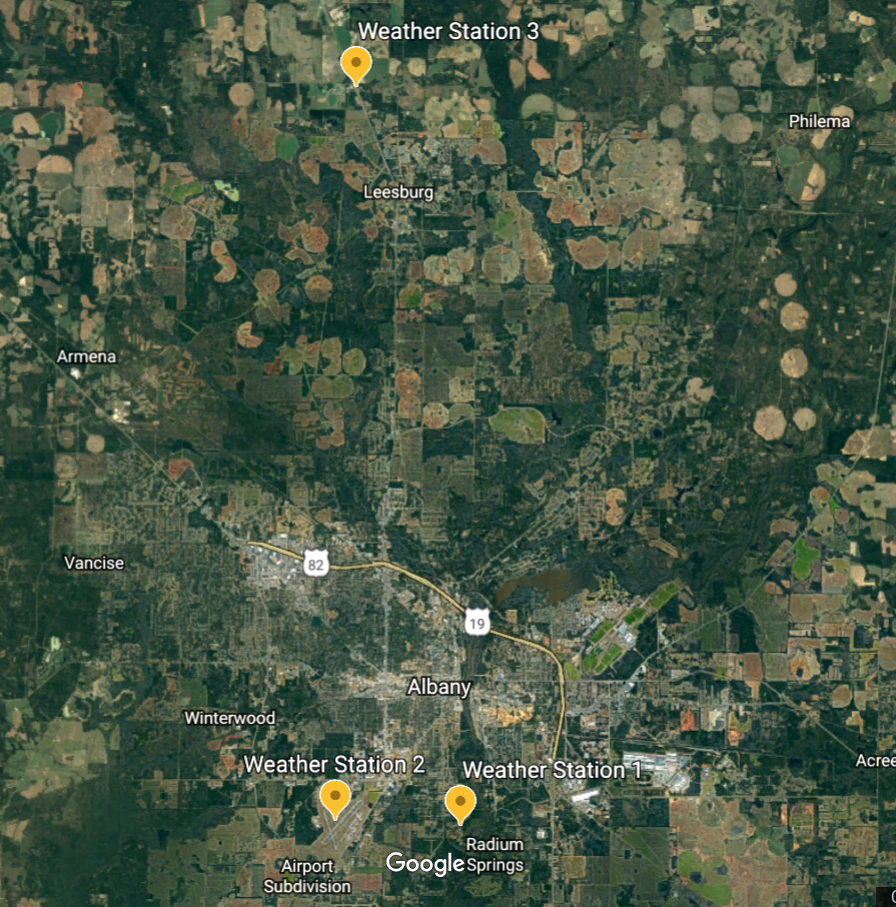 Weather Station 3
Philema
Leesburg
Armena
82
Vancise
19
Albany
Winterwood
Acree
Weather Station 2
Weather Station 1
Radium
Springs
Airport
Subdivision
Google